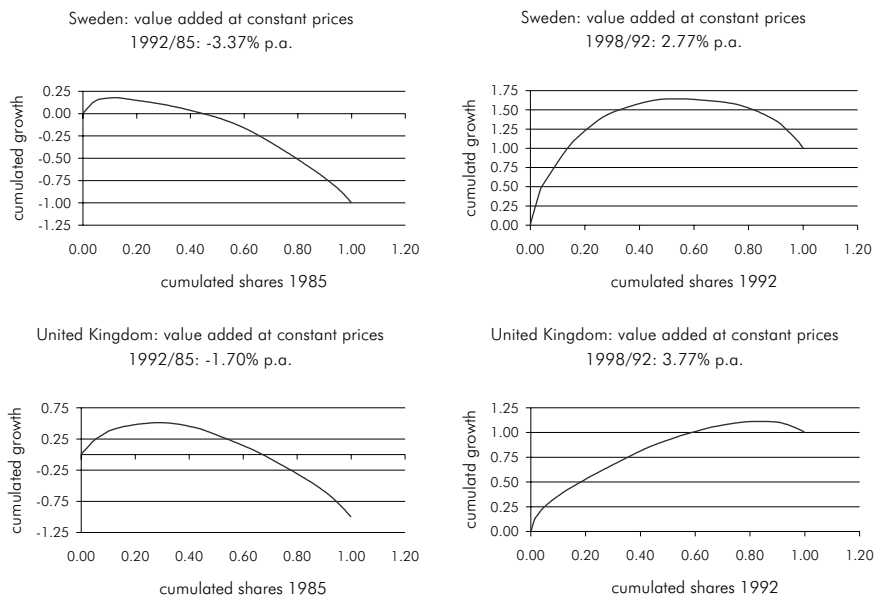 Sweden: value added at constant prices
1992/85: -3.37% p.a.
0.25
0.00
-0.25
-0.50
-0.75
-1.00
-1.25
cumulated growth
0.00 0.20 0.40 0.60 0.80 1.00 1.20
cumulated shares 1985
Sweden: value added at constant prices
1998/92: 2.77% p.a.
1.75
1.50
1.25
1.00
0.75
0.50
0.25
0.00
cumulatd growth
0.00 0.20 0.40 0.60 0.80 1.00 1.20
cumulated shares 1992
United Kingdom: value added at constant prices
1992/85: -1.70% p.a.
0.75
0.25
-0.25
-0.75
-1.25
cumulated growth
0.00 0.20 0.40 0.60 0.80 1.00 1.20
cumulated shares 1985
United Kingdom: value added at constant prices
1998/92: 3.77% p.a.
1.25
1.00
0.75
0.50
0.25
0.00
cumulatd growth
0.00 0.20 0.40 0.60 0.80 1.00 1.20
cumulated shares 1992